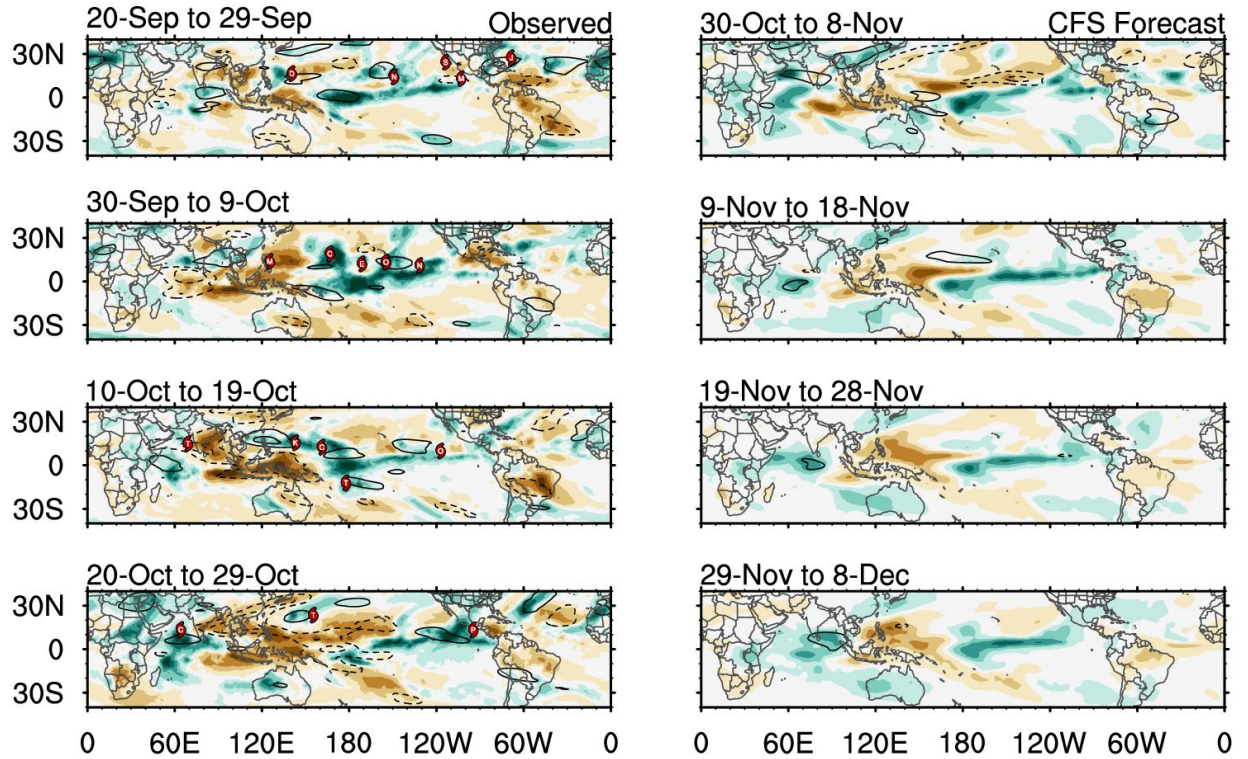 20-Sep to 29-Sep Observed
30N
0
30S
D
N
S
M
J
30-Sep to 9-Oct
30N
0
30S
M
C
E
O
N
10-Oct to 19-Oct
30N
0
30S
T
K
T
O
20-Oct to 29-Oct
30N
0
30S
T
P
0 60E 120E 180 120W 60W 0
30-Oct to 8-Nov CFS Forecast
9-Nov to 18-Nov
19-Nov to 28-Nov
29-Nov to 8-Dec
0 60E 120E 180 120W 60W 0